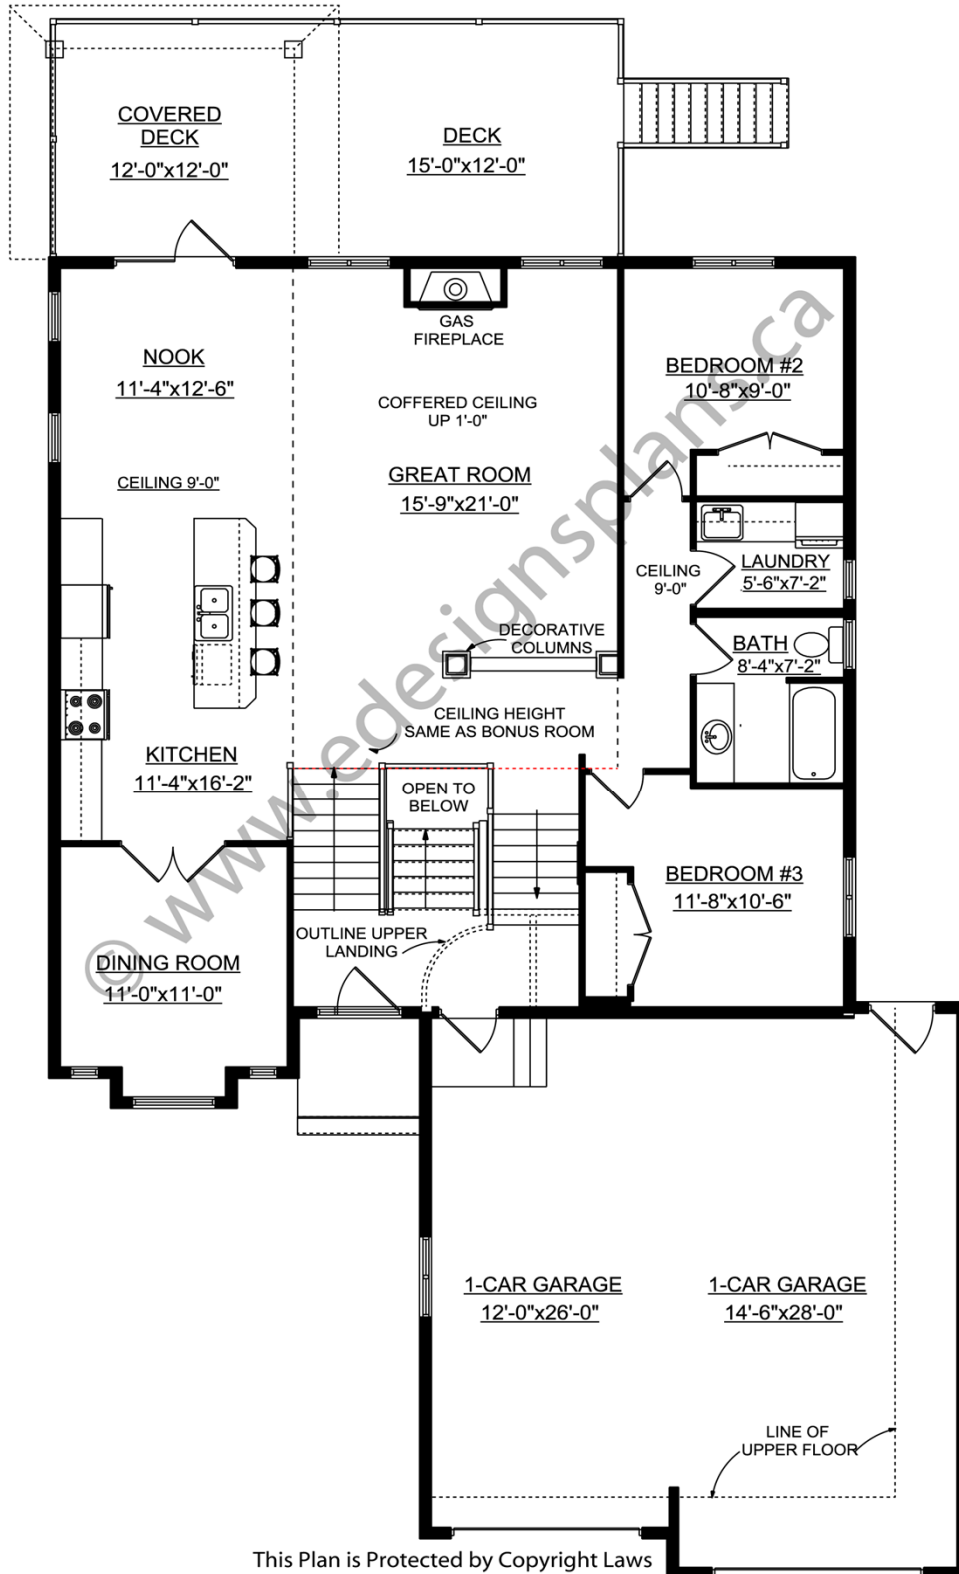 COVERED
DECK
12'-0"x12'-0"
DECK
15'-0"x12'-0"
GAS
FIREPLACE
NOOK
11'-4"x12'-6"
COFFERED CEILING
UP 1'-0"
BEDROOM #2
10'-8"x9'-0"
CEILING 9'-0"
GREAT ROOM
15'-9"x21'-0"
CEILING
9'-0"
LAUNDRY
5'-6"x7'-2"
DECORATIVE
COLUMNS
BATH
8'-4"x7'-2"
CEILING HEIGHT
SAME AS BONUS ROOM
KITCHEN
11'-4"x16'-2"
OPEN TO
BELOW
BEDROOM #3
11'-8"x10'-6"
OUTLINE UPPER
LANDING
DINING ROOM
11'-0"x11'-0"
1-CAR GARAGE
12'-0"x26'-0"
1-CAR GARAGE
14'-6"x28'-0"
LINE OF
UPPER FLOOR
© www.edesignsplans.ca
This Plan is Protected by Copyright Laws